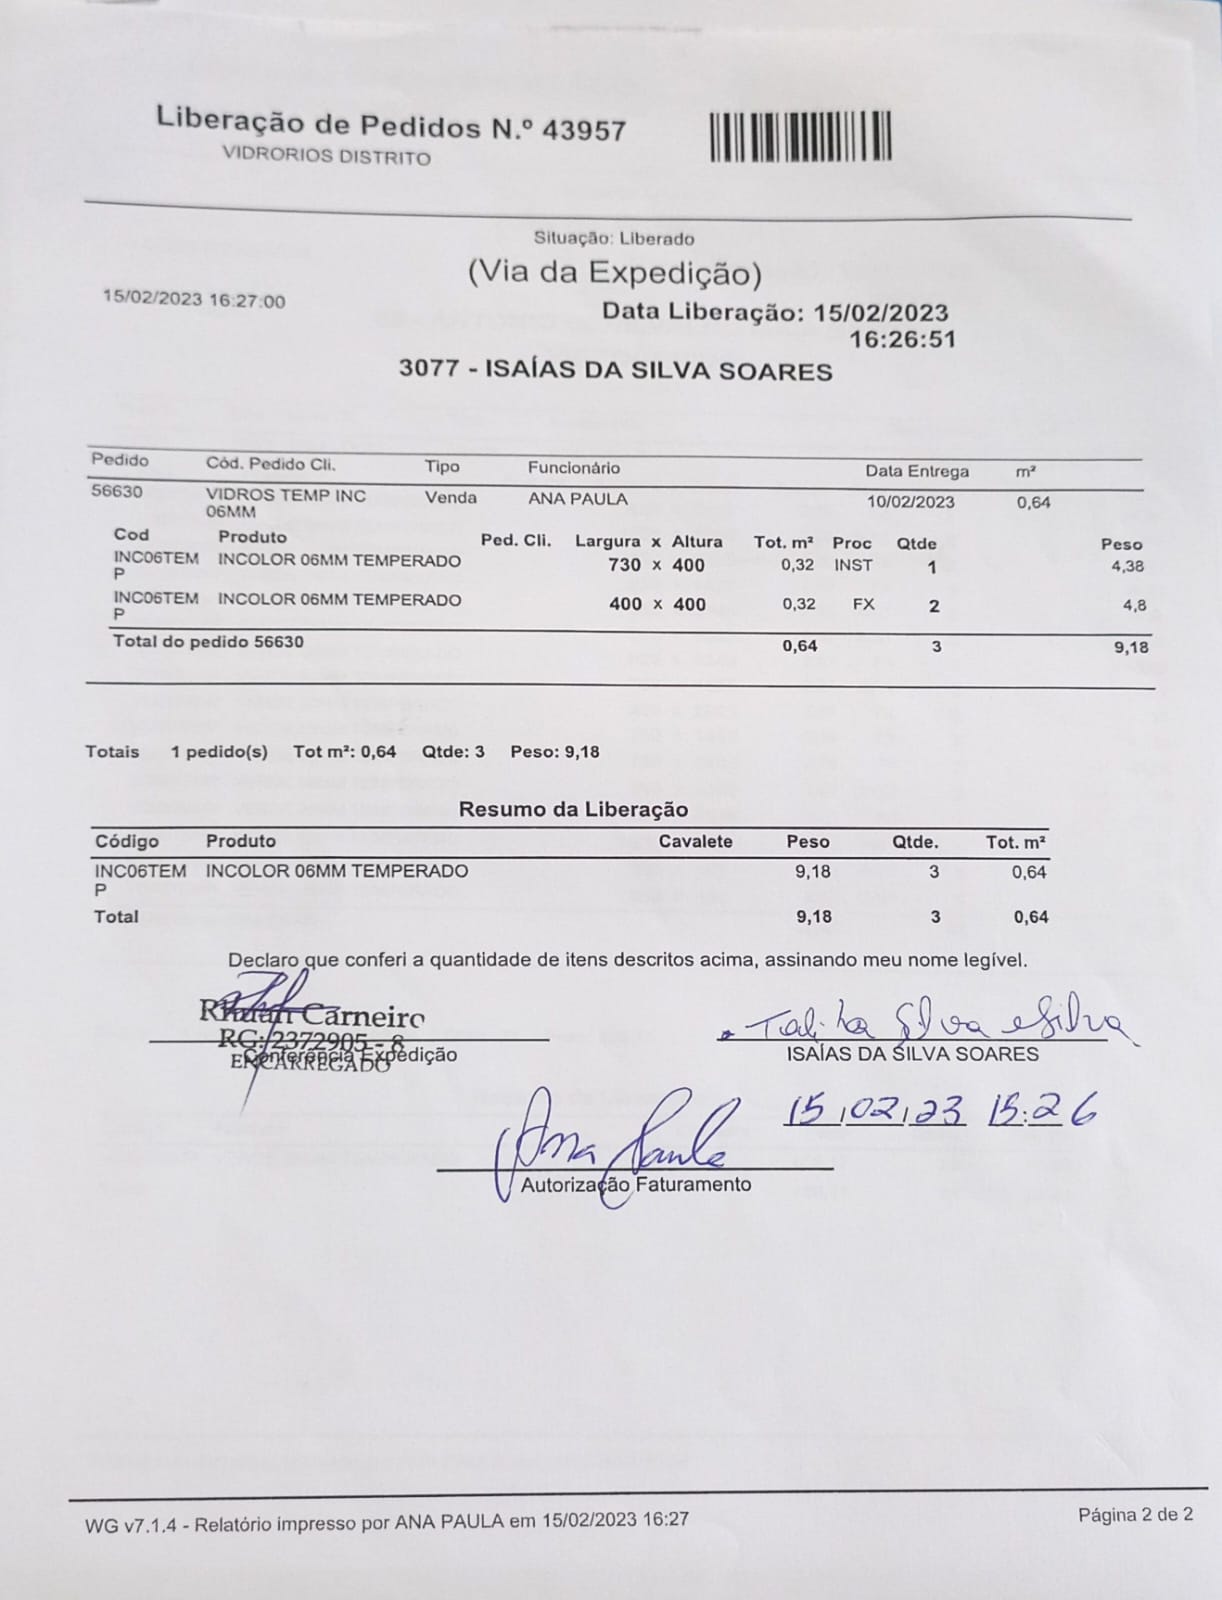 Liberação de Pedidos N.º 43957
VIDRORIOS DISTRITO
Situação: Liberado
(Via da Expedição)
15/02/2023 16:27:00
Data Liberação: 15/02/2023
16:26:51
3077 - ISAÍAS DA SILVA SOARES
Pedido Cód. Pedido Cli. Tipo Funcionário Data Entrega m²
56630 VIDROS TEMP INC Venda ANA PAULA 10/02/2023 0,64
06MM
Cod Produto Ped. Cli. Largura x Altura Tot. m² Proc Qtde Peso
INC06TEM INCOLOR 06MM TEMPERADO 730 x 400 0,32 INST 1 4,38
P
INC06TEM INCOLOR 06MM TEMPERADO 400 x 400 0,32 FX 2 4,8
P
Total do pedido 56630 0,64 3 9,18
Totais 1 pedido(s) Tot m²: 0,64 Qtde: 3 Peso: 9,18
Resumo da Liberação
Código Produto Cavalete Peso Qtde. Tot. m²
INC06TEM INCOLOR 06MM TEMPERADO 9,18 3 0,64
P
Total 9,18 3 0,64
Declaro que conferi a quantidade de itens descritos acima, assinando meu nome legível.
Rhuan Carneiro
RG: 2372905 - 8
ENCARREGADO
Conferência Expedição
Talita Silva e Silva
ISAÍAS DA SILVA SOARES
15/02/23 15:26
Ana Paula
Autorização Faturamento
WG v7.1.4 - Relatório impresso por ANA PAULA em 15/02/2023 16:27
Página 2 de 2